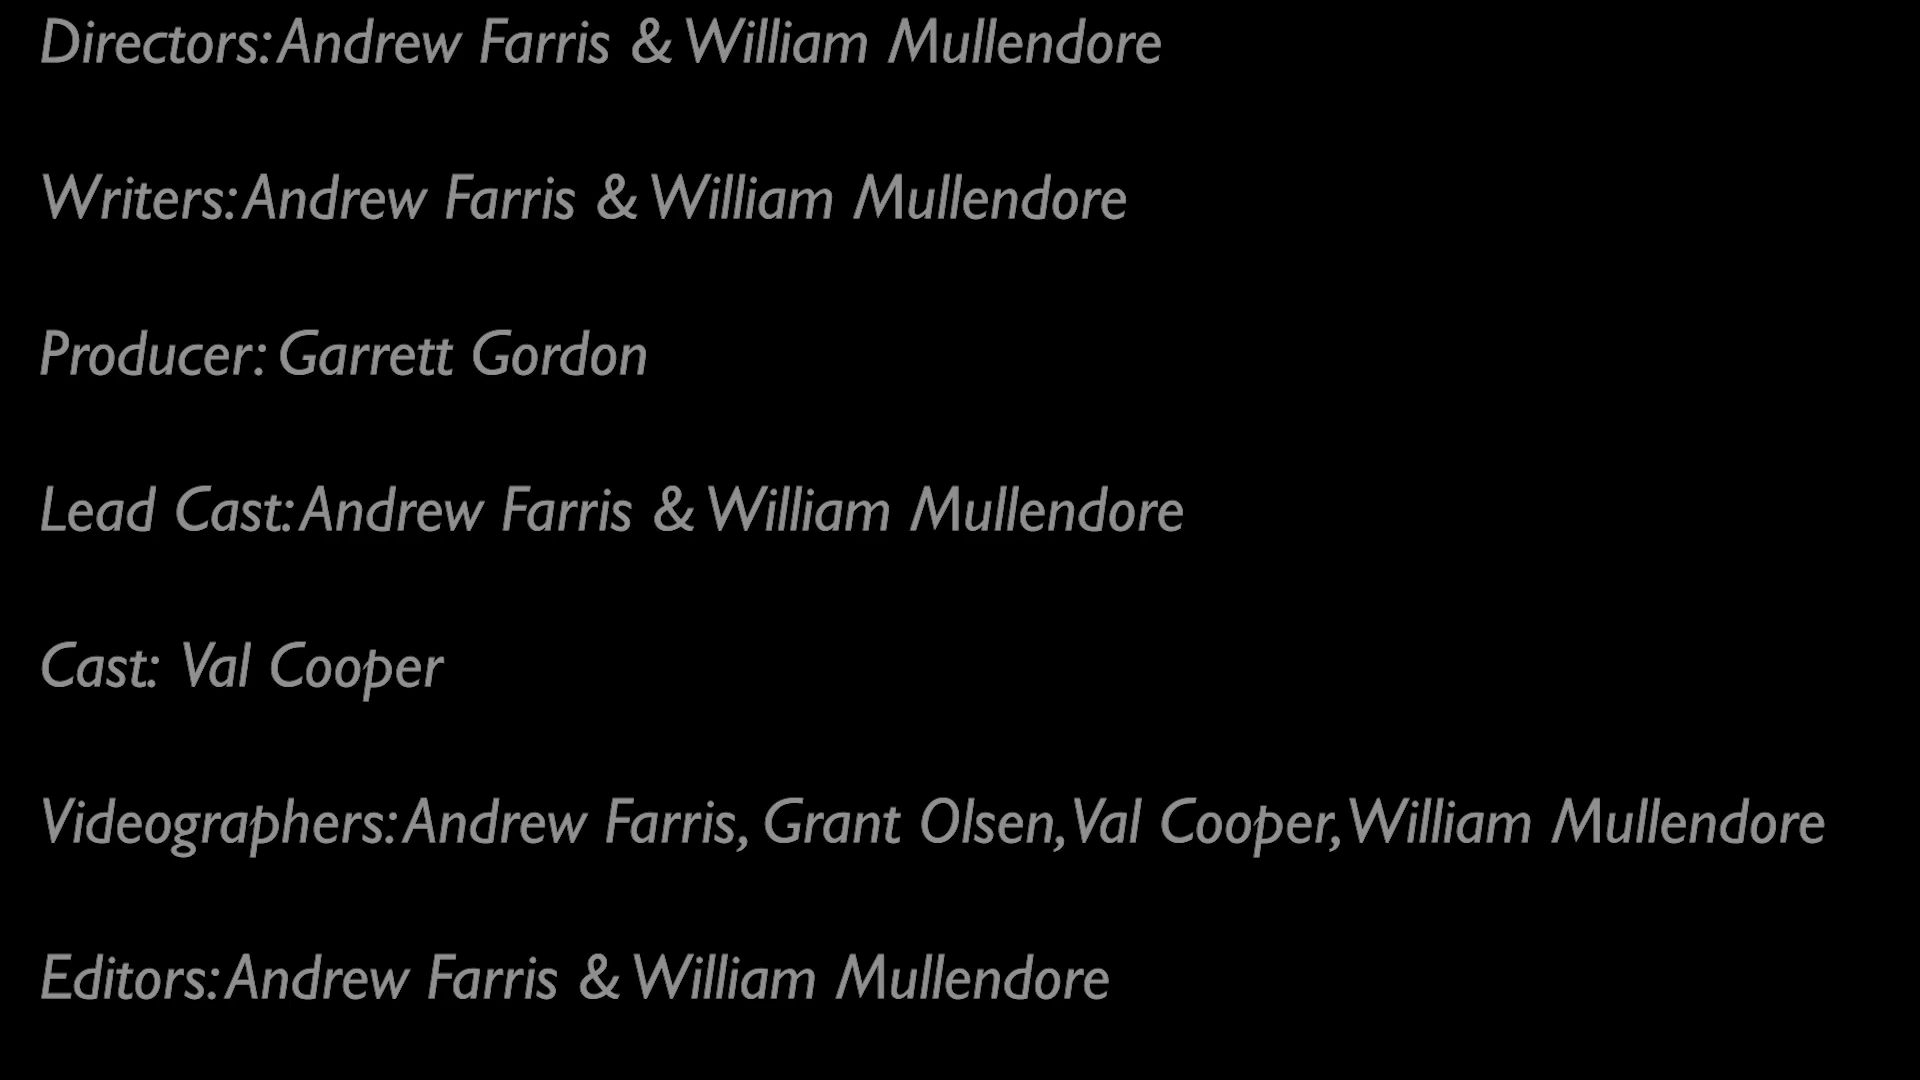 Directors: Andrew Farris & William Mullendore
Writers: Andrew Farris & William Mullendore
Producer: Garrett Gordon
Lead Cast: Andrew Farris & William Mullendore
Cast: Val Cooper
Videographers: Andrew Farris, Grant Olsen, Val Cooper, William Mullendore
Editors: Andrew Farris & William Mullendore